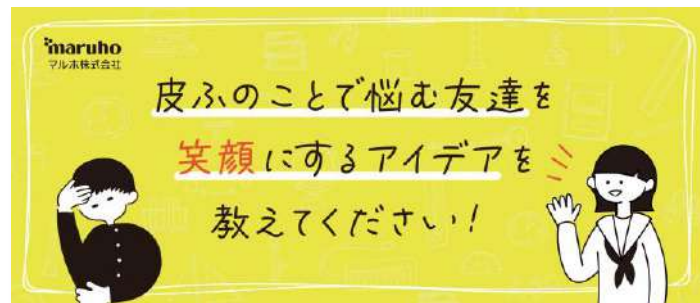 maruho
マルホ株式会社
皮ふのことで悩む友達を
笑顔にするアイデアを
教えてください!